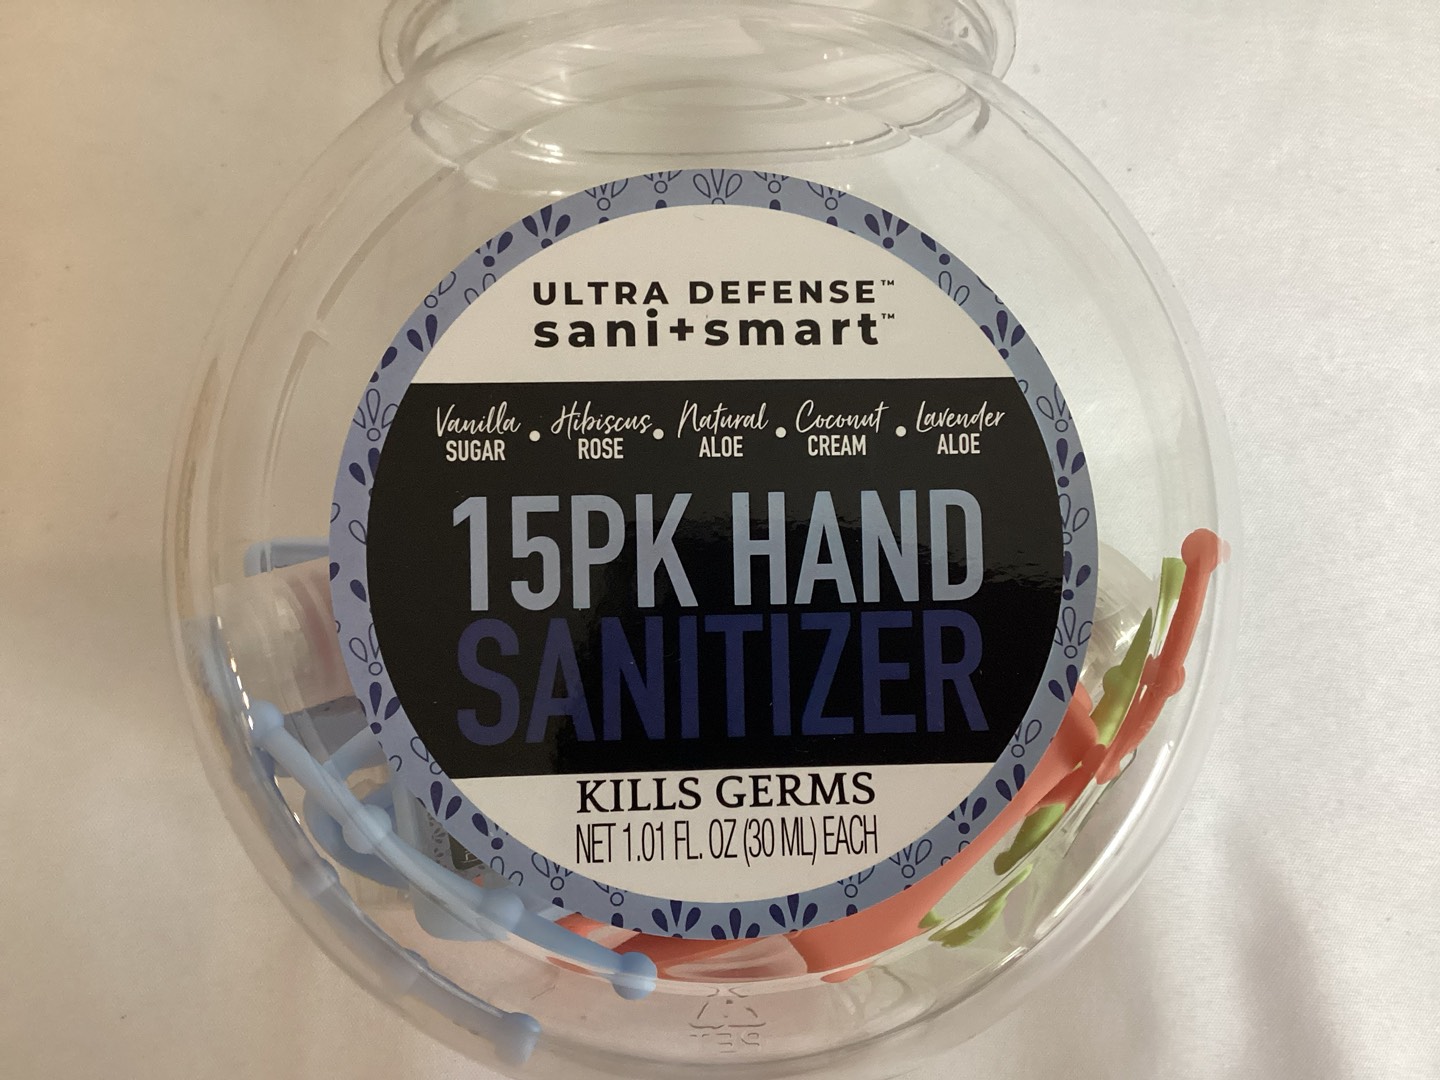 ULTRA DEFENSE™
sani+smart™
Vanilla SUGAR • Hibiscus ROSE • Natural ALOE • Coconut CREAM • Lavender ALOE
15PK HAND
SANITIZER
KILLS GERMS
NET 1.01 FL. OZ (30 ML) EACH